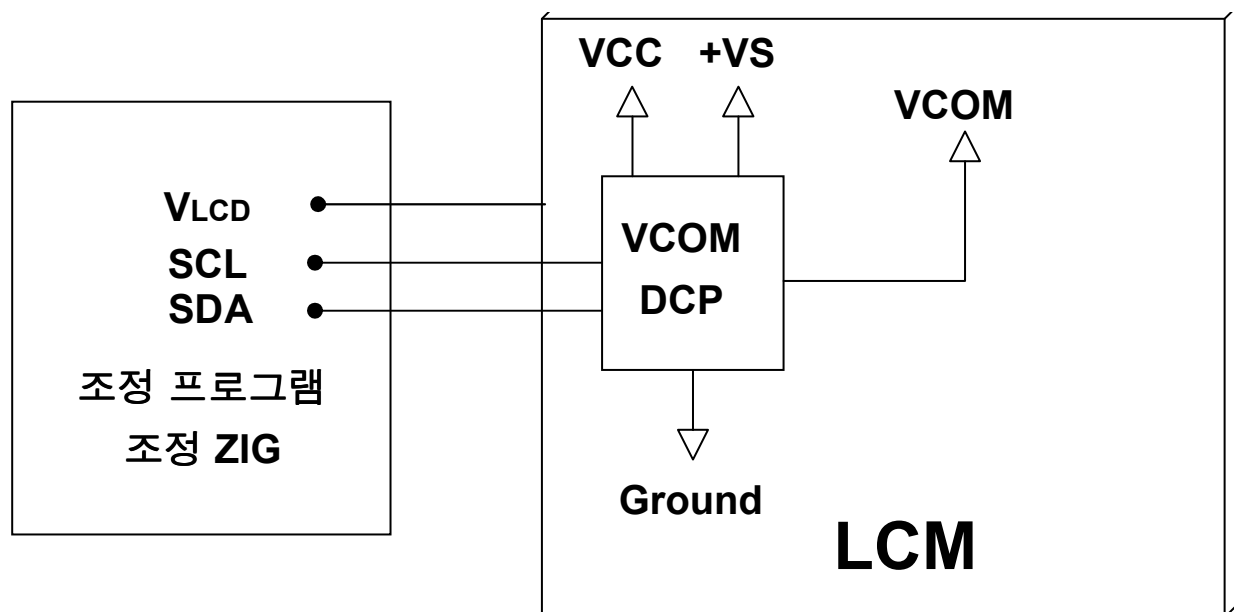 VCC +VS
VCOM
VLCD
SCL
SDA
조정 프로그램
조정 ZIG
VCOM
DCP
Ground
LCM